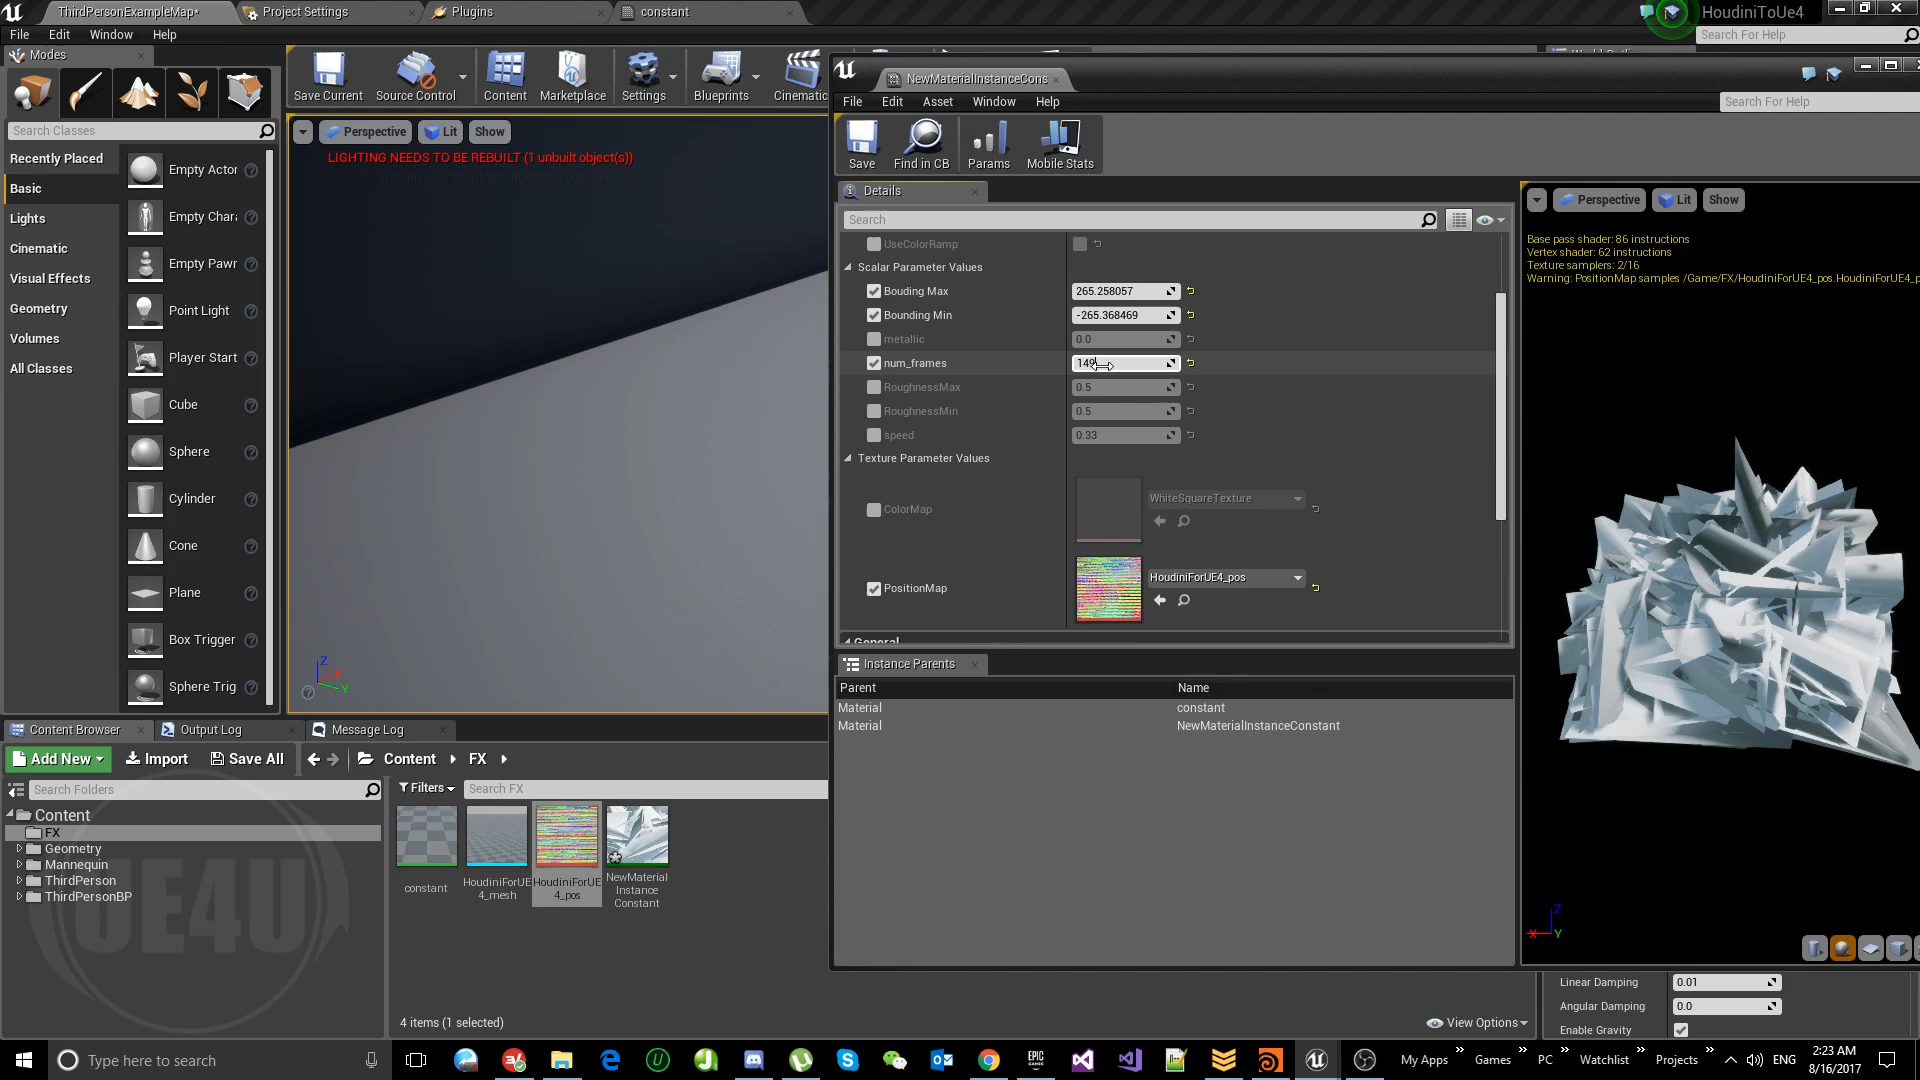 ThirdPersonExampleMap*
Project Settings
Plugins
constant
HoudiniToUe4
File Edit Window Help
Search For Help
Modes
Save Current
Source Control
Content
Marketplace
Settings
Blueprints
Cinematic
Search Classes
Recently Placed
Basic
Lights
Cinematic
Visual Effects
Geometry
Volumes
All Classes
Empty Actor
Empty Chara
Empty Pawn
Point Light
Player Start
Cube
Sphere
Cylinder
Cone
Plane
Box Trigger
Sphere Trig
Perspective
Lit
Show
LIGHTING NEEDS TO BE REBUILT (1 unbuilt object(s))
Z
X
Y
NewMaterialInstanceCons
File Edit Asset Window Help
Search For Help
Save
Find in CB
Params
Mobile Stats
Details
Search
UseColorRamp
Scalar Parameter Values
Bouding Max 265.258057
Bounding Min -265.368469
metallic 0.0
num_frames 149
RoughnessMax 0.5
RoughnessMin 0.5
speed 0.33
Texture Parameter Values
ColorMap
WhiteSquareTexture
PositionMap
HoudiniForUE4_pos
General
Instance Parents
Parent Name
Material constant
Material NewMaterialInstanceConstant
Perspective
Lit
Show
Base pass shader: 86 instructions
Vertex shader: 62 instructions
Texture samplers: 2/16
Warning: PositionMap samples /Game/FX/HoudiniForUE4_pos.HoudiniForUE4_p
Z
X
Y
Linear Damping 0.01
Angular Damping 0.0
Enable Gravity
Content Browser
Output Log
Message Log
Add New
Import
Save All
Content
FX
Search Folders
Filters
Search FX
Content
FX
Geometry
Mannequin
ThirdPerson
ThirdPersonBP
UE4U
constant
HoudiniForUE
4_mesh
HoudiniForUE
4_pos
NewMaterial
Instance
Constant
4 items (1 selected)
View Options
Type here to search
My Apps
Games
PC
Watchlist
Projects
ENG
2:23 AM
8/16/2017